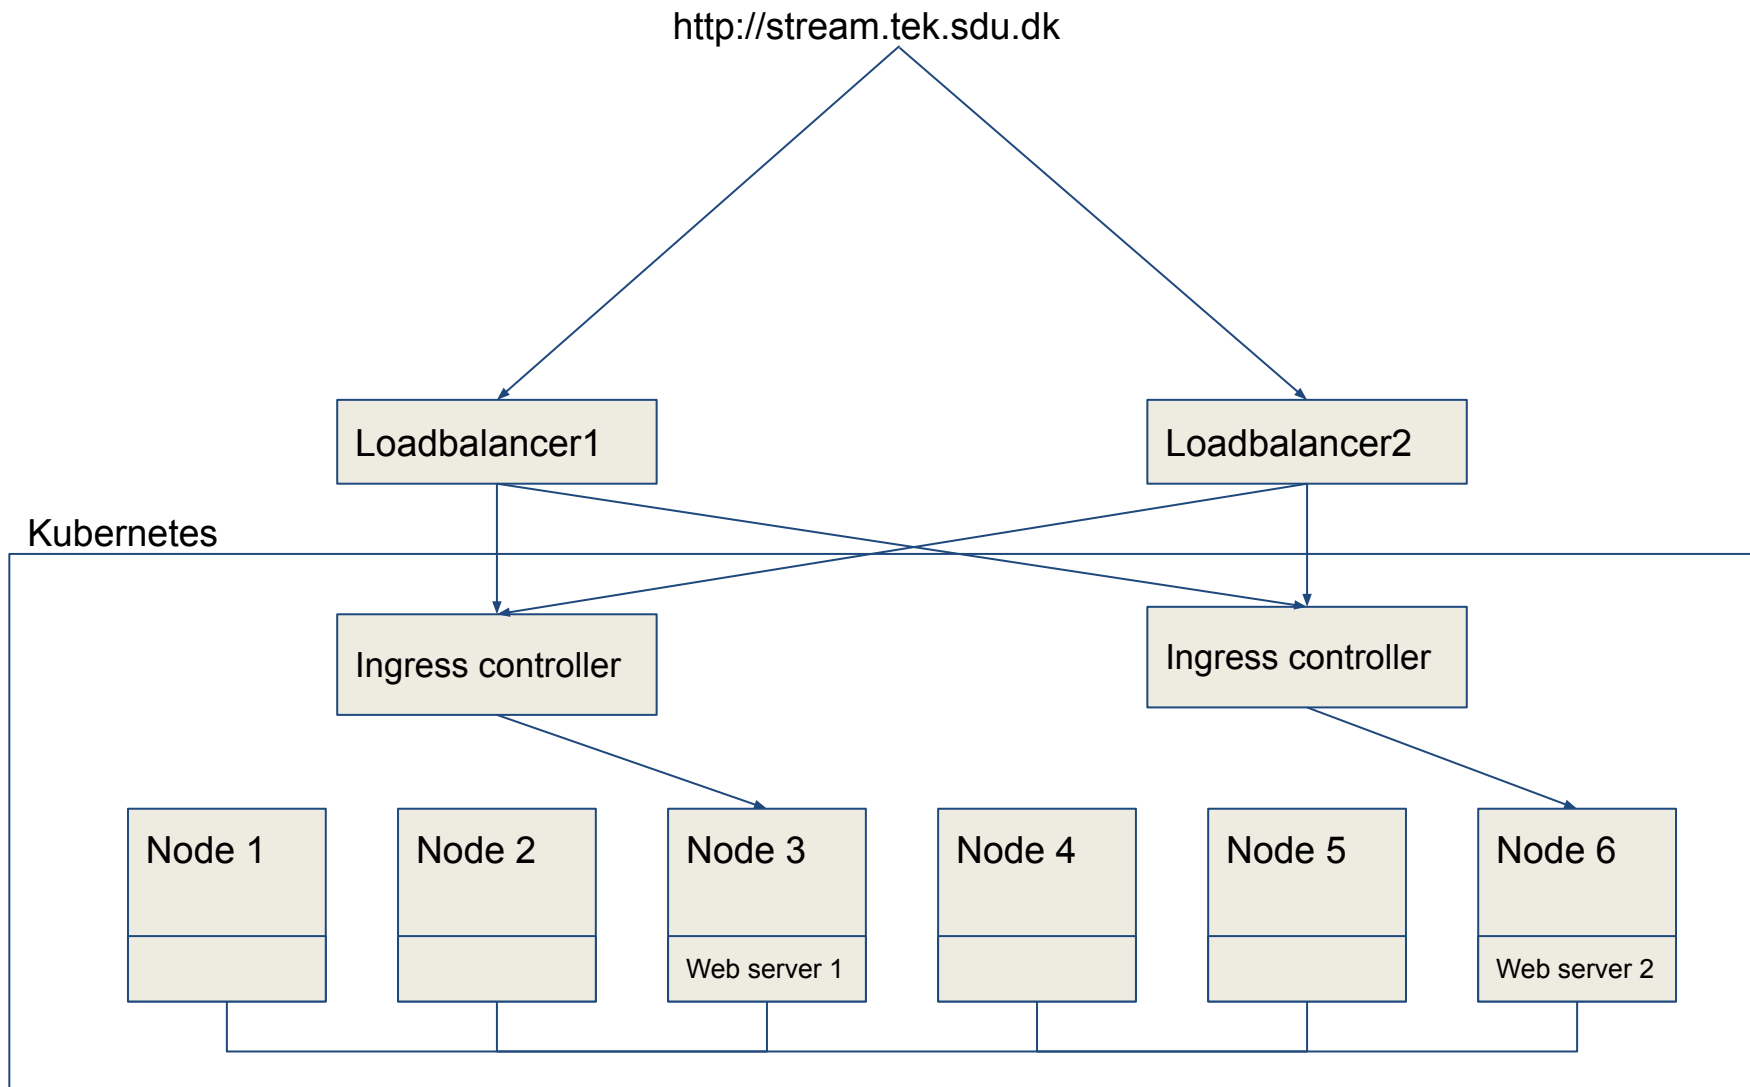 http://stream.tek.sdu.dk
Loadbalancer1
Loadbalancer2
Kubernetes
Ingress controller
Ingress controller
Node 1
Node 2
Node 3
Node 4
Node 5
Node 6
Web server 1
Web server 2